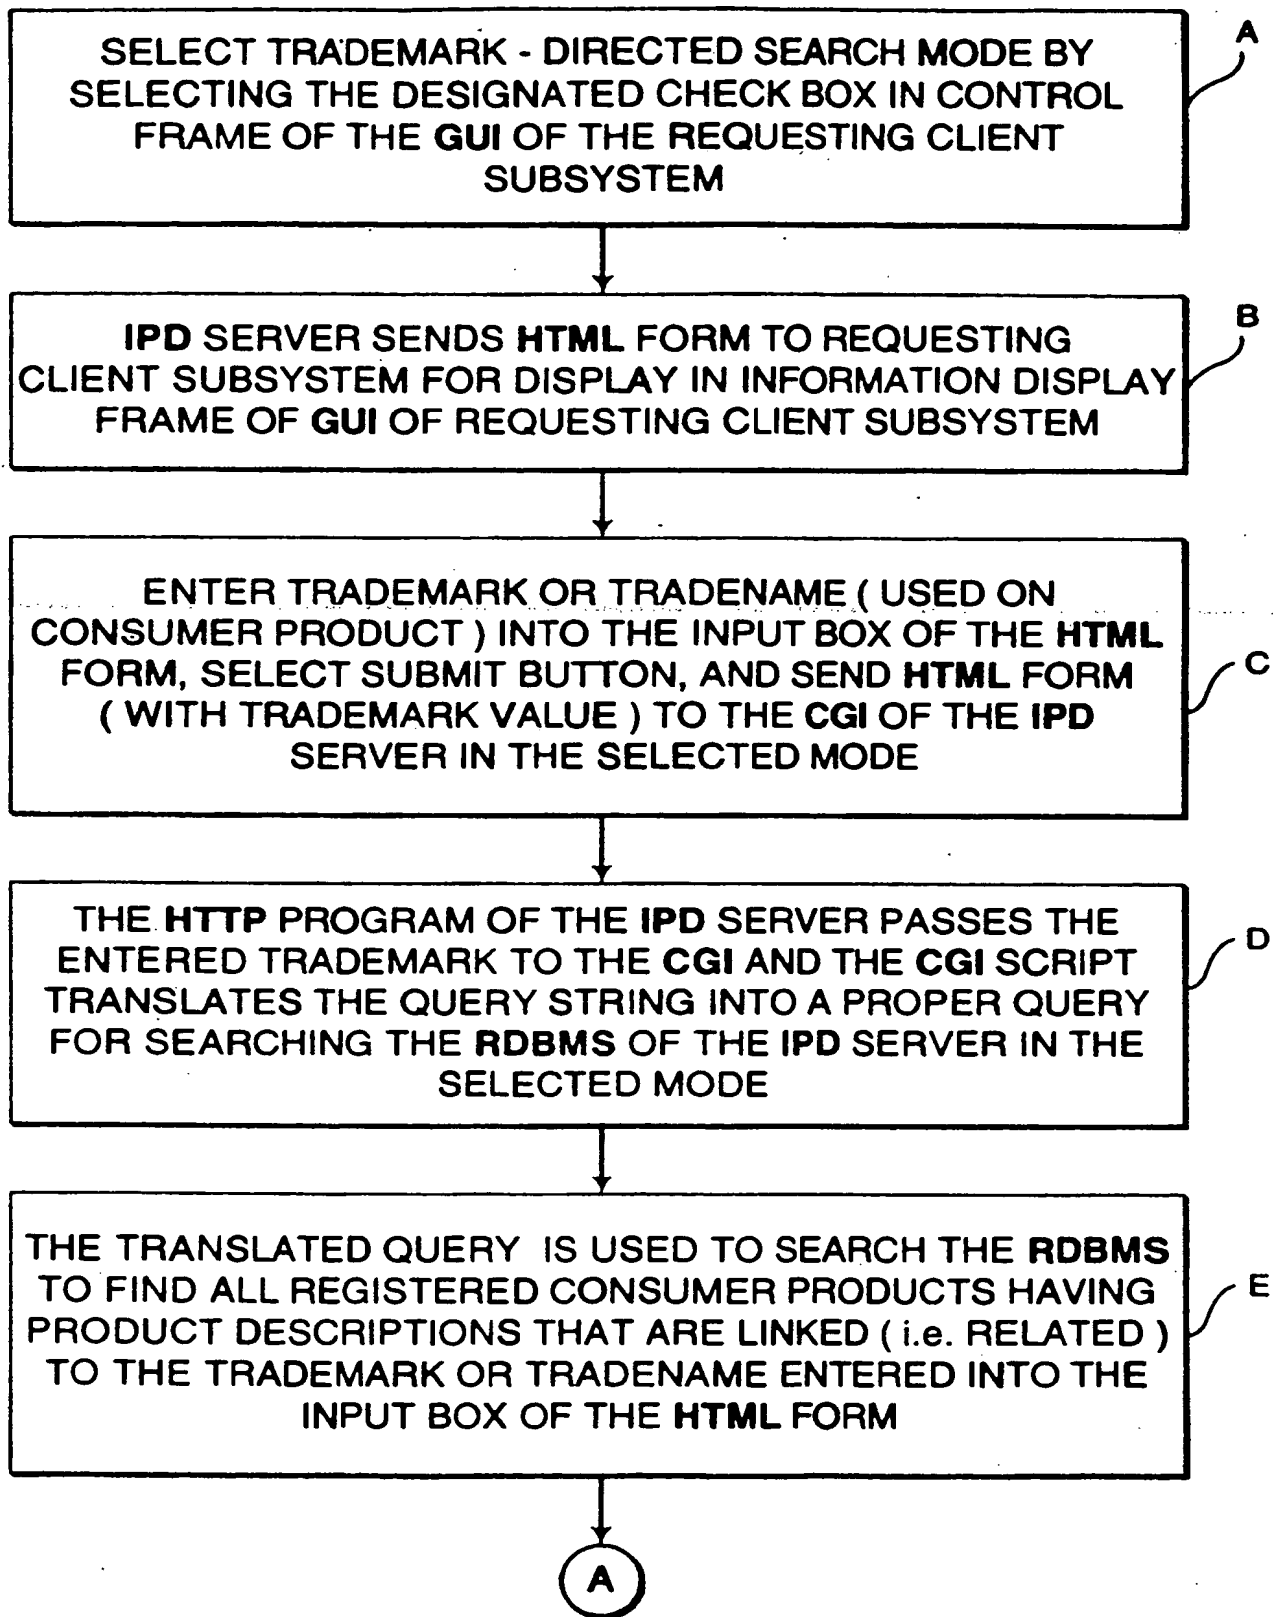 SELECT TRADEMARK - DIRECTED SEARCH MODE BY
SELECTING THE DESIGNATED CHECK BOX IN CONTROL
FRAME OF THE GUI OF THE REQUESTING CLIENT
SUBSYSTEM
A
IPD SERVER SENDS HTML FORM TO REQUESTING
CLIENT SUBSYSTEM FOR DISPLAY IN INFORMATION DISPLAY
FRAME OF GUI OF REQUESTING CLIENT SUBSYSTEM
B
ENTER TRADEMARK OR TRADENAME ( USED ON
CONSUMER PRODUCT ) INTO THE INPUT BOX OF THE HTML
FORM, SELECT SUBMIT BUTTON, AND SEND HTML FORM
( WITH TRADEMARK VALUE ) TO THE CGI OF THE IPD
SERVER IN THE SELECTED MODE
C
THE HTTP PROGRAM OF THE IPD SERVER PASSES THE
ENTERED TRADEMARK TO THE CGI AND THE CGI SCRIPT
TRANSLATES THE QUERY STRING INTO A PROPER QUERY
FOR SEARCHING THE RDBMS OF THE IPD SERVER IN THE
SELECTED MODE
D
THE TRANSLATED QUERY IS USED TO SEARCH THE RDBMS
TO FIND ALL REGISTERED CONSUMER PRODUCTS HAVING
PRODUCT DESCRIPTIONS THAT ARE LINKED ( i.e. RELATED )
TO THE TRADEMARK OR TRADENAME ENTERED INTO THE
INPUT BOX OF THE HTML FORM
E
A